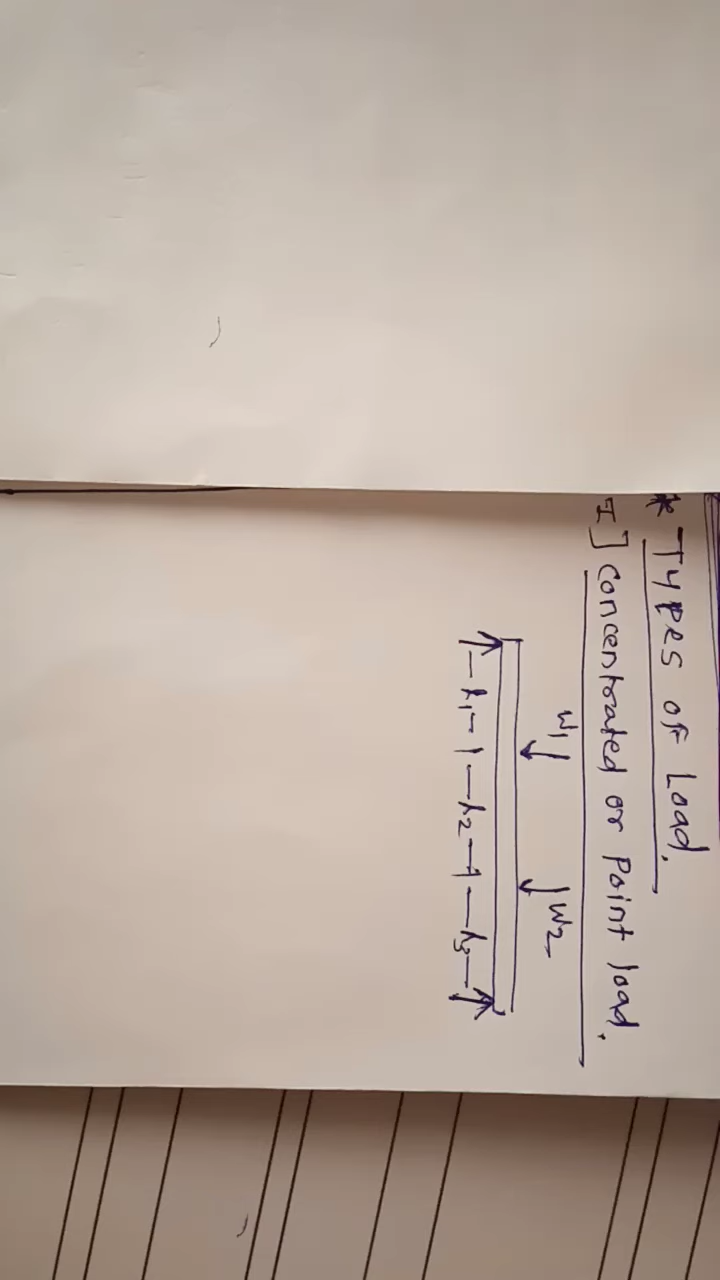 * Types of Load.
I] Concentrated or Point load.
W1 W2
l1 l2 l3